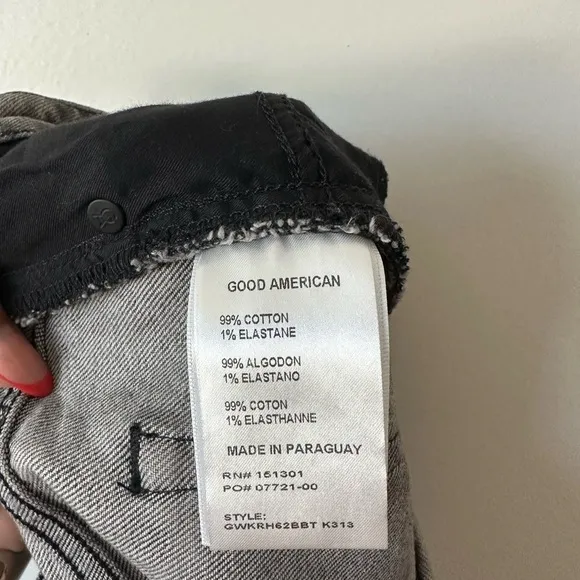 GOOD AMERICAN
99% COTTON
1% ELASTANE
99% ALGODON
1% ELASTANO
99% COTON
1% ELASTHANNE
MADE IN PARAGUAY
RN# 151301
PO# 07721-00
STYLE:
GWKRH62BBT K313